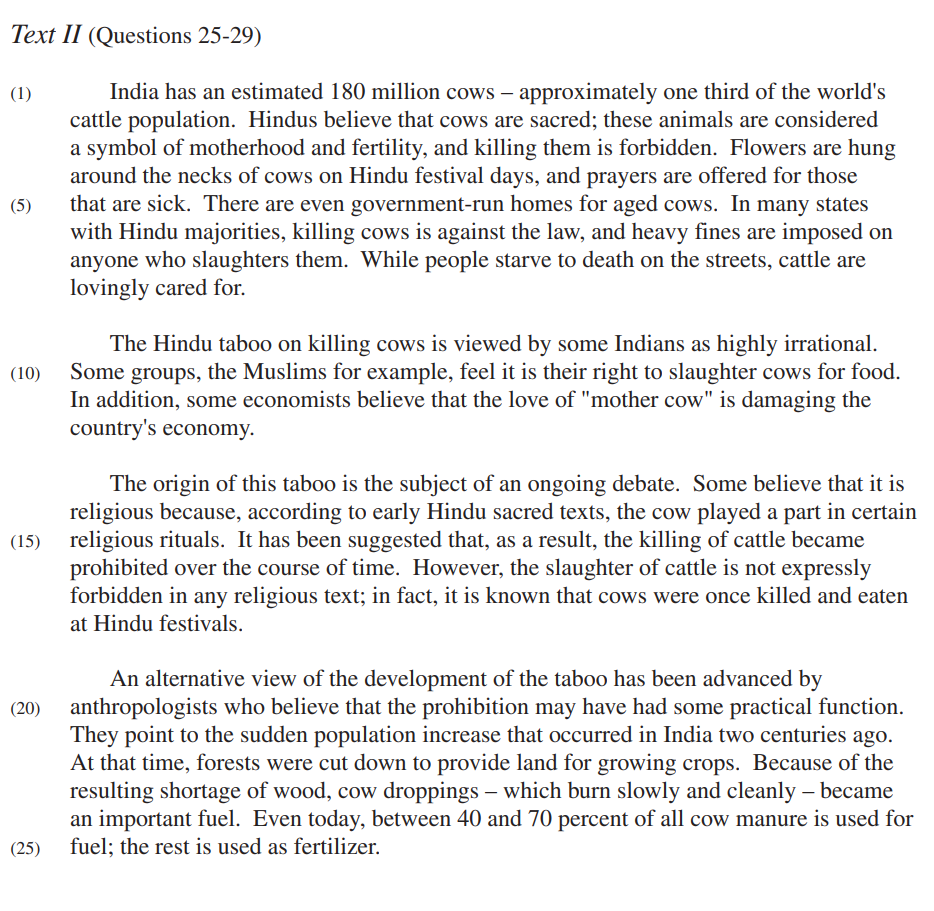 Text II (Questions 25-29)
(1) India has an estimated 180 million cows – approximately one third of the world's
cattle population. Hindus believe that cows are sacred; these animals are considered
a symbol of motherhood and fertility, and killing them is forbidden. Flowers are hung
around the necks of cows on Hindu festival days, and prayers are offered for those
(5) that are sick. There are even government-run homes for aged cows. In many states
with Hindu majorities, killing cows is against the law, and heavy fines are imposed on
anyone who slaughters them. While people starve to death on the streets, cattle are
lovingly cared for.
The Hindu taboo on killing cows is viewed by some Indians as highly irrational.
(10) Some groups, the Muslims for example, feel it is their right to slaughter cows for food.
In addition, some economists believe that the love of "mother cow" is damaging the
country's economy.
The origin of this taboo is the subject of an ongoing debate. Some believe that it is
religious because, according to early Hindu sacred texts, the cow played a part in certain
(15) religious rituals. It has been suggested that, as a result, the killing of cattle became
prohibited over the course of time. However, the slaughter of cattle is not expressly
forbidden in any religious text; in fact, it is known that cows were once killed and eaten
at Hindu festivals.
An alternative view of the development of the taboo has been advanced by
(20) anthropologists who believe that the prohibition may have had some practical function.
They point to the sudden population increase that occurred in India two centuries ago.
At that time, forests were cut down to provide land for growing crops. Because of the
resulting shortage of wood, cow droppings – which burn slowly and cleanly – became
an important fuel. Even today, between 40 and 70 percent of all cow manure is used for
(25) fuel; the rest is used as fertilizer.